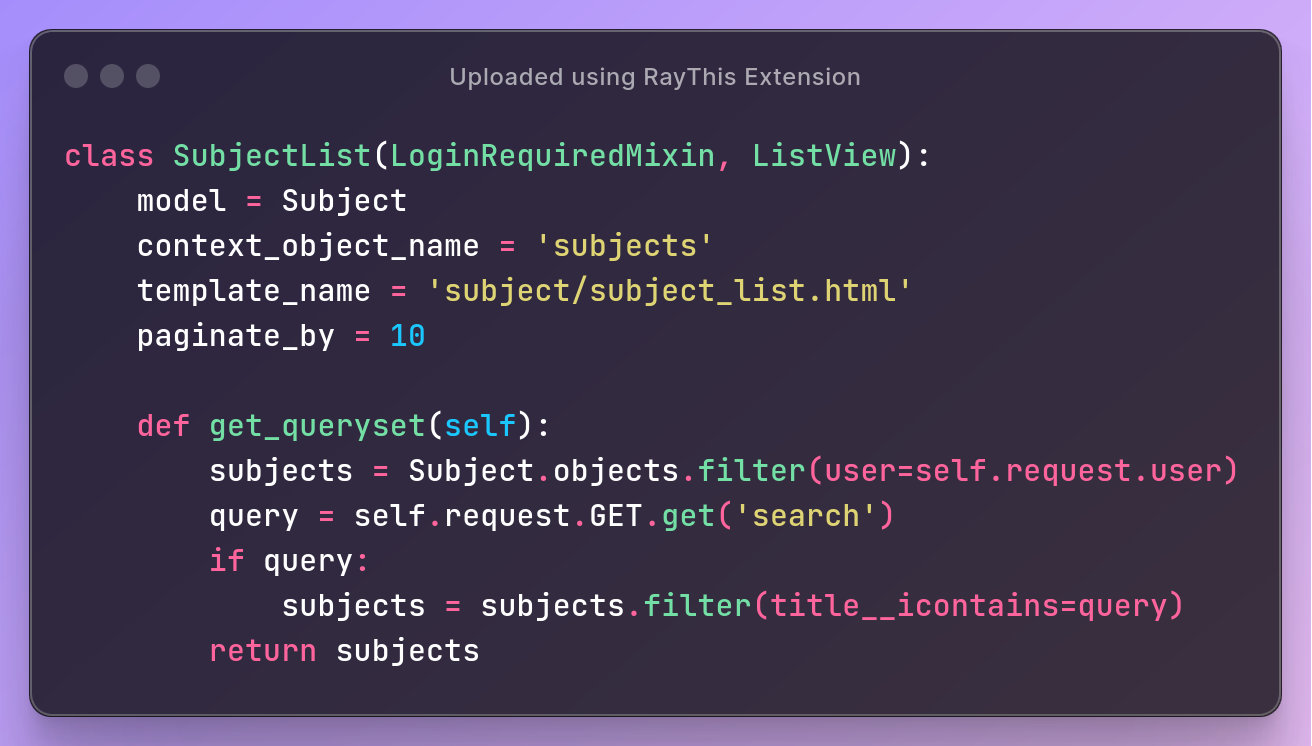 Uploaded using RayThis Extension
class SubjectList(LoginRequiredMixin, ListView):
    model = Subject
    context_object_name = 'subjects'
    template_name = 'subject/subject_list.html'
    paginate_by = 10

    def get_queryset(self):
        subjects = Subject.objects.filter(user=self.request.user)
        query = self.request.GET.get('search')
        if query:
            subjects = subjects.filter(title__icontains=query)
        return subjects